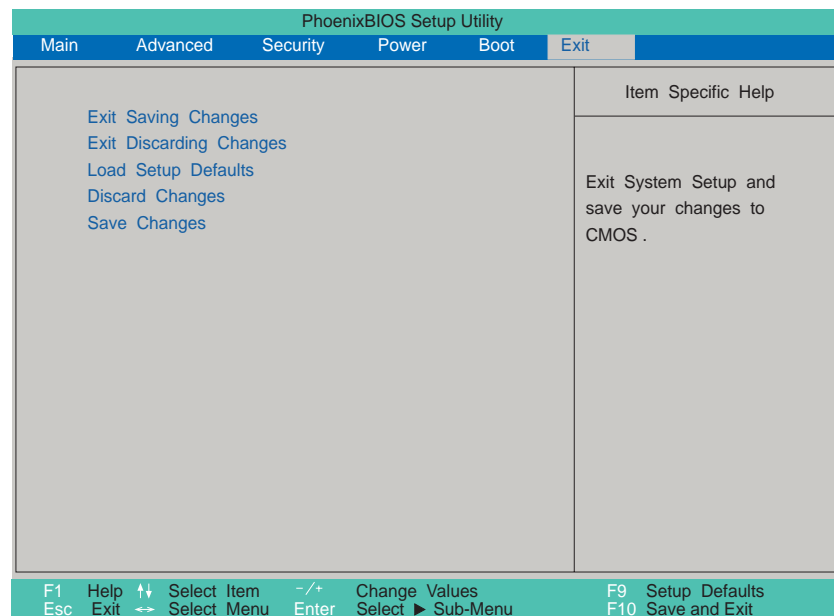 PhoenixBIOS Setup Utility
Main Advanced Security Power Boot Exit
Item Specific Help
Exit Saving Changes
Exit Discarding Changes
Load Setup Defaults
Discard Changes
Save Changes
Exit System Setup and
save your changes to
CMOS .
F1 Help ↑↓ Select Item -/+ Change Values F9 Setup Defaults
Esc Exit ↔ Select Menu Enter Select ▶ Sub-Menu F10 Save and Exit